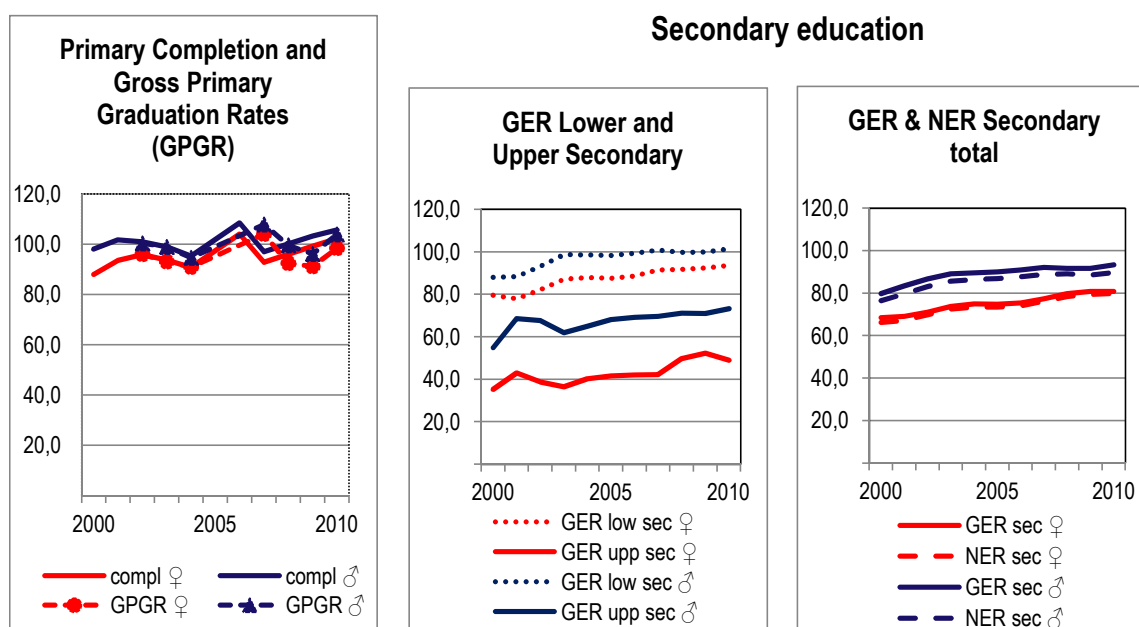 Secondary education
Primary Completion and
Gross Primary
Graduation Rates
(GPGR)
120,0
100,0
80,0
60,0
40,0
20,0
2000 2005 2010
compl ♀ compl ♂
GPGR ♀ GPGR ♂
GER Lower and
Upper Secondary
120,0
100,0
80,0
60,0
40,0
20,0
2000 2005 2010
GER low sec ♀
GER upp sec ♀
GER low sec ♂
GER upp sec ♂
GER & NER Secondary
total
120,0
100,0
80,0
60,0
40,0
20,0
2000 2005 2010
GER sec ♀
NER sec ♀
GER sec ♂
NER sec ♂